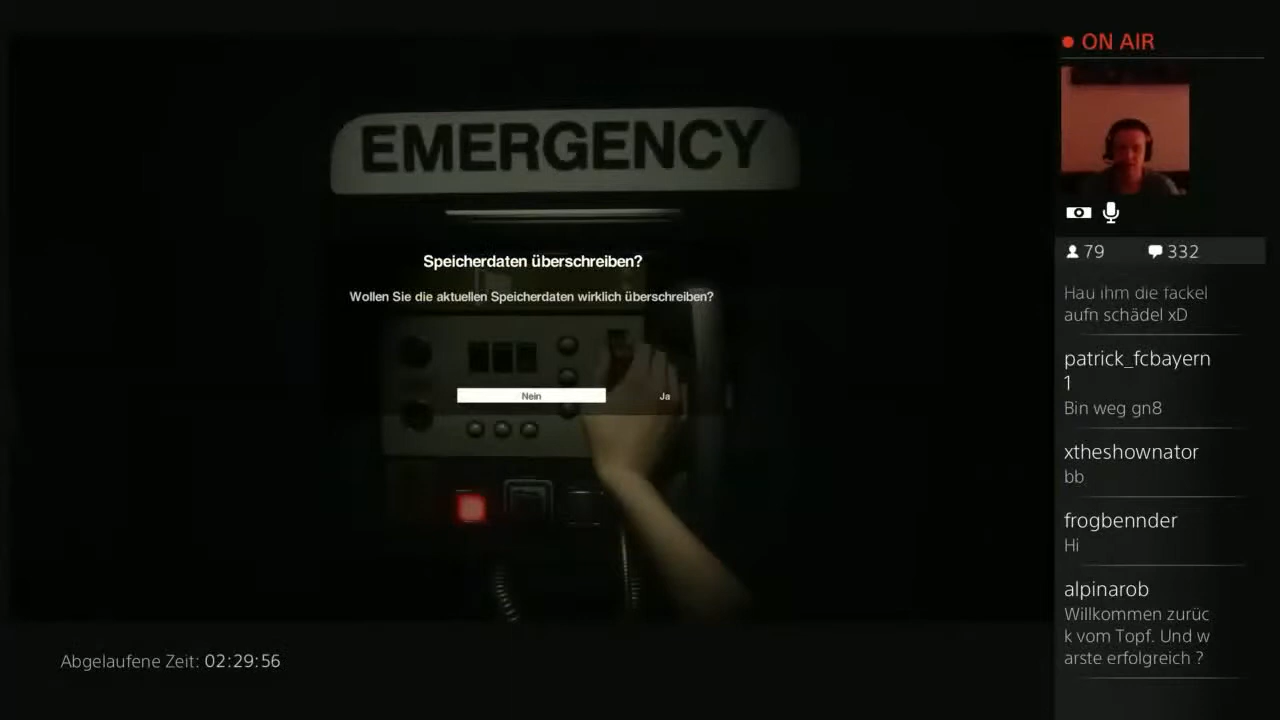 EMERGENCY
Speicherdaten überschreiben?
Wollen Sie die aktuellen Speicherdaten wirklich überschreiben?
Nein Ja
Abgelaufene Zeit: 02:29:56
ON AIR
79 332
Hau ihm die fackel
aufn schädel xD
patrick_fcbayern
1
Bin weg gn8
xtheshownator
bb
frogbennder
Hi
alpinarob
Willkommen zurüc
k vom Topf. Und w
arste erfolgreich ?